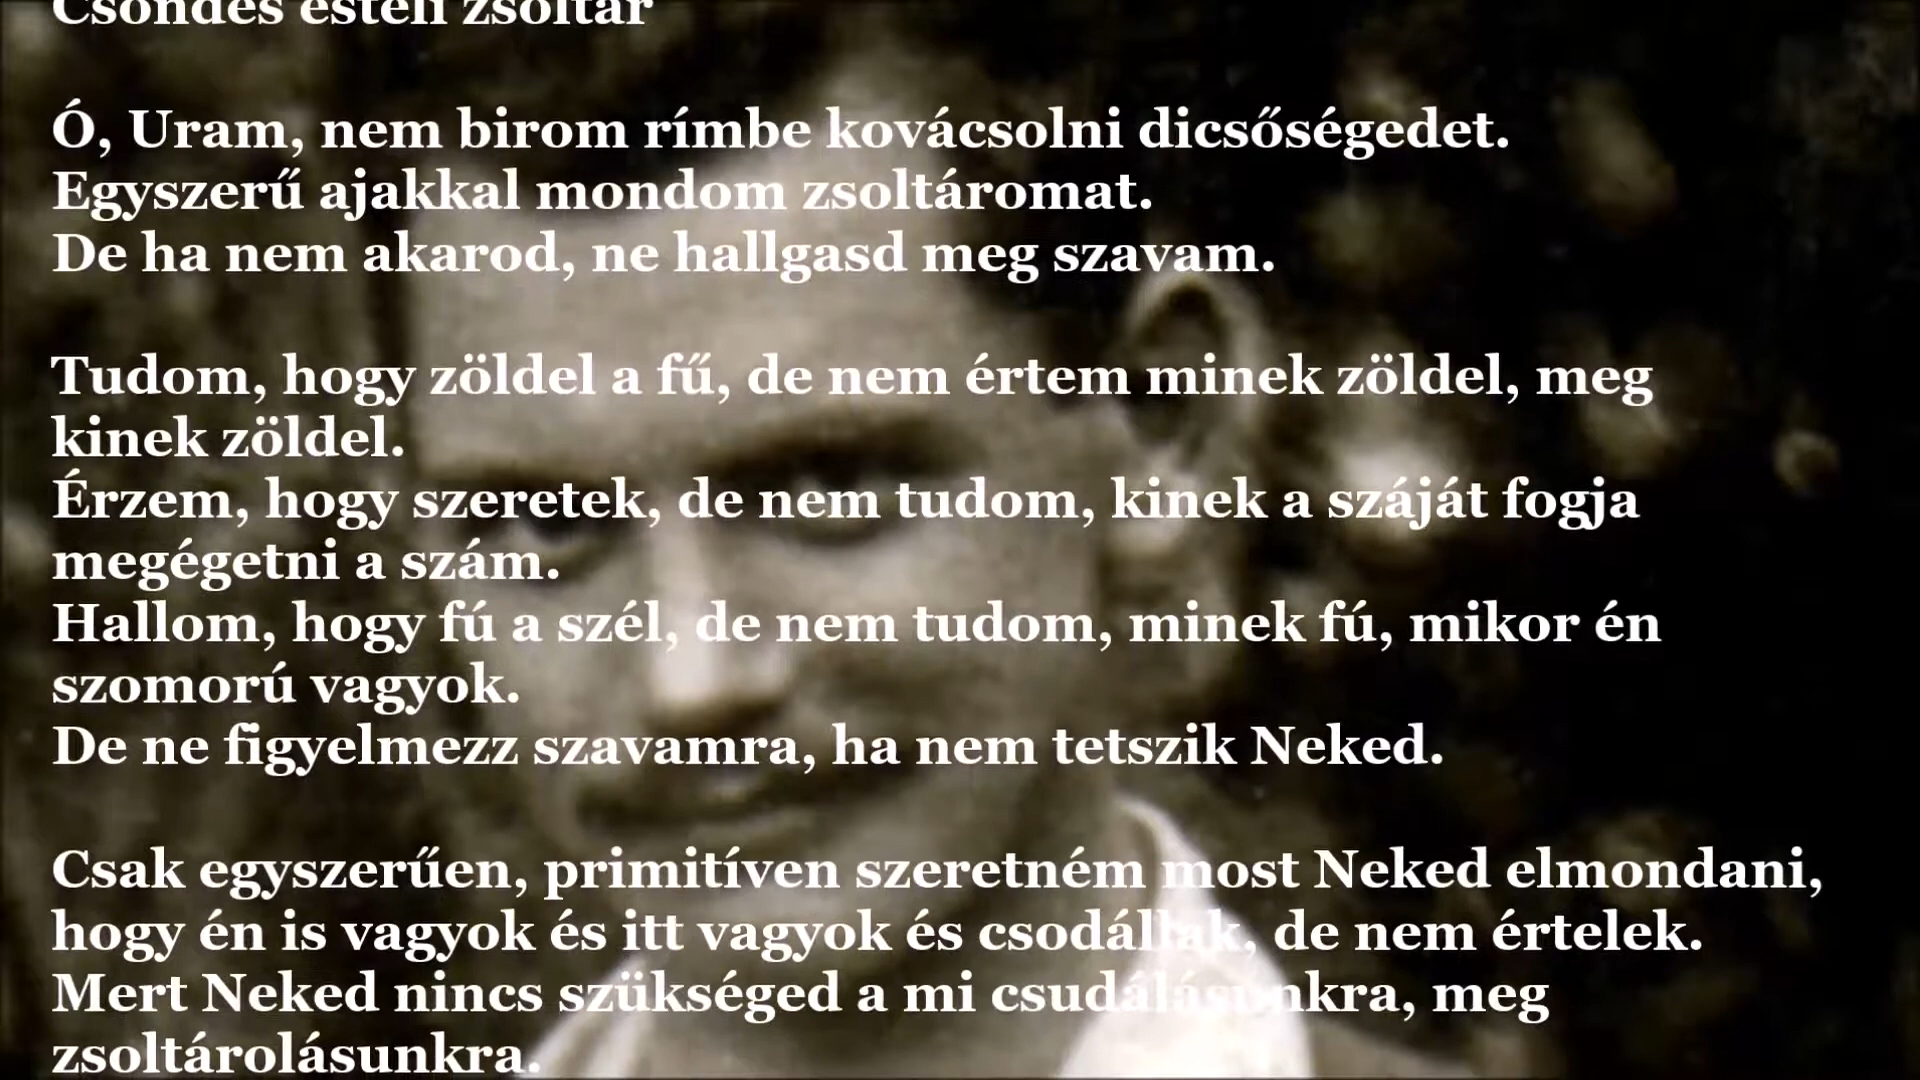 Csöndes estéli zsoltár
Ó, Uram, nem birom rímbe kovácsolni dicsőségedet.
Egyszerű ajakkal mondom zsoltáromat.
De ha nem akarod, ne hallgasd meg szavam.
Tudom, hogy zöldel a fű, de nem értem minek zöldel, meg
kinek zöldel.
Érzem, hogy szeretek, de nem tudom, kinek a száját fogja
megégetni a szám.
Hallom, hogy fú a szél, de nem tudom, minek fú, mikor én
szomorú vagyok.
De ne figyelmezz szavamra, ha nem tetszik Neked.
Csak egyszerűen, primitíven szeretném most Neked elmondani,
hogy én is vagyok és itt vagyok és csodállak, de nem értelek.
Mert Neked nincs szükséged a mi csudálásunkra, meg
zsoltárolásunkra.